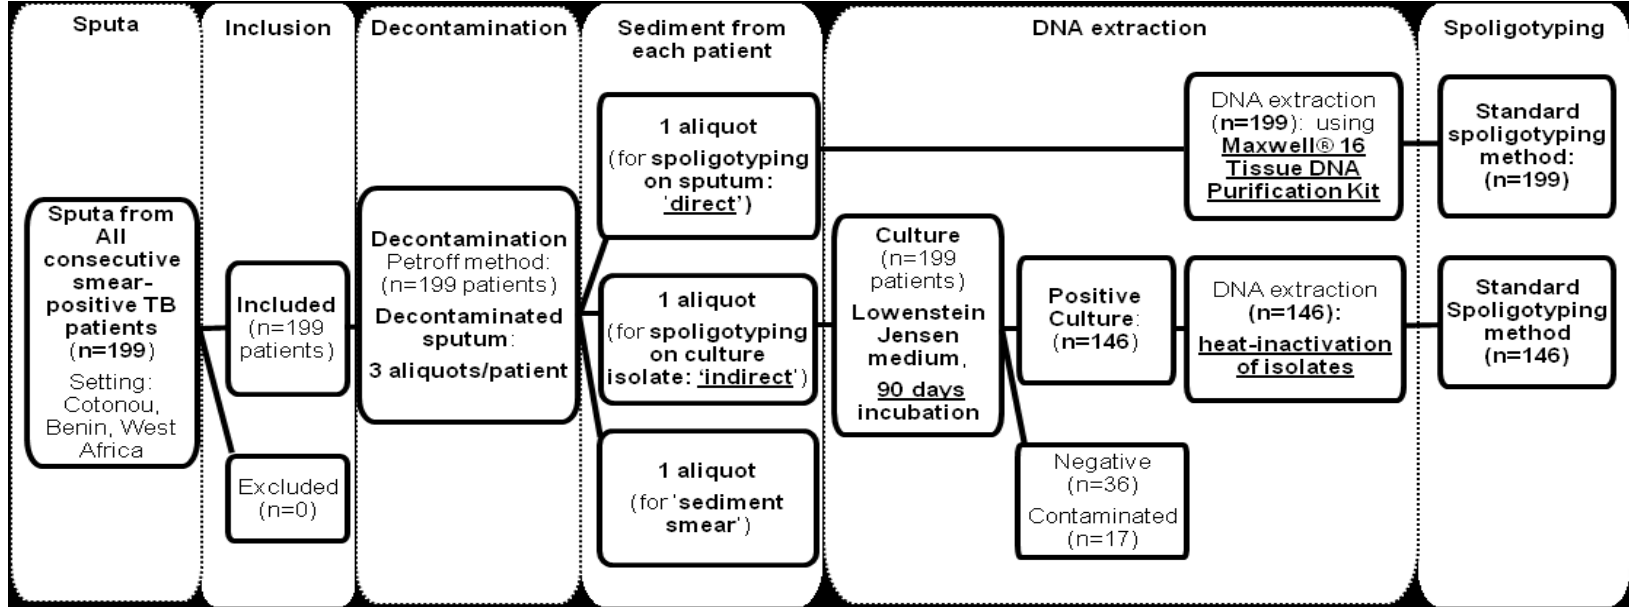 Sputa
Inclusion
Decontamination
Sediment from
each patient
DNA extraction
Spoligotyping
Sputa from
All
consecutive
smear-
positive TB
patients
(n=199)
Setting:
Cotonou,
Benin, West
Africa
Included
(n=199
patients)
Excluded
(n=0)
Decontamination
Petroff method:
(n=199 patients)
Decontaminated
sputum:
3 aliquots/patient
1 aliquot
(for spoligotyping
on sputum:
'direct')
1 aliquot
(for spoligotyping
on culture
isolate: 'indirect')
1 aliquot
(for 'sediment
smear')
Culture
(n=199
patients)
Lowenstein
Jensen
medium,
90 days
incubation
Positive
Culture:
(n=146)
Negative
(n=36)
Contaminated
(n=17)
DNA extraction
(n=199): using
Maxwell® 16
Tissue DNA
Purification Kit
DNA extraction
(n=146):
heat-inactivation
of isolates
Standard
spoligotyping
method:
(n=199)
Standard
Spoligotyping
method
(n=146)